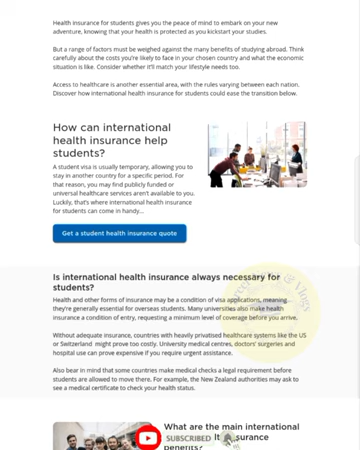 Health insurance for students gives you the peace of mind to embark on your new
adventure, knowing that your health is protected as you kickstart your studies.
But a range of factors must be weighed against the many benefits of studying abroad. Think
carefully about the costs you're likely to face in your chosen country and what the economic
situation is like. Consider whether it'll match your lifestyle needs too.
Access to healthcare is another essential area, with the rules varying between each nation.
Discover how international health insurance for students could ease the transition below.
How can international
health insurance help
students?
A student visa is usually temporary, allowing you to
stay in another country for a specific period. For
that reason, you may find publicly funded or
universal healthcare services aren't available to you.
Luckily, that's where international health insurance
for students can come in handy...
Get a student health insurance quote
Is international health insurance always necessary for
students?
Health and other forms of insurance may be a condition of visa applications, meaning
they're generally essential for overseas students. Many universities also make health
insurance a condition of entry, requesting a minimum level of coverage before you arrive.
Without adequate insurance, countries with heavily privatised healthcare systems like the US
or Switzerland might prove too costly. University medical centres, doctors' surgeries and
hospital use can prove expensive if you require urgent assistance.
Also bear in mind that some countries make medical checks a legal requirement before
students are allowed to move there. For example, the New Zealand authorities may ask to
see a medical certificate to check your health status.
What are the main
international
SUBSCRIBED
benefits?